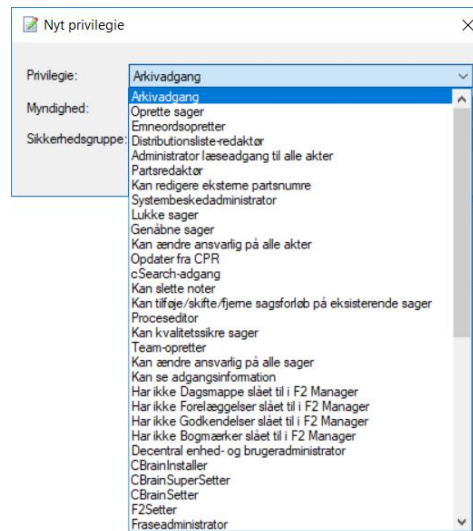 Nyt privilegie
Privilegie: Arkivadgang
Myndighed:
Sikkerhedsgruppe:
Arkivadgang
Oprette sager
Emneordsopretter
Distributionsliste-redaktør
Administrator læseadgang til alle akter
Partsredaktør
Kan redigere eksterne partsnumre
Systembeskedadministrator
Lukke sager
Genåbne sager
Kan ændre ansvarlig på alle akter
Opdater fra CPR
cSearch-adgang
Kan slette noter
Kan tilføje/skifte/fjerne sagsforløb på eksisterende sager
Proceseditor
Kan kvalitetssikre sager
Team-opretter
Kan ændre ansvarlig på alle sager
Kan se adgangsinformation
Har ikke Dagsmappe slået til i F2 Manager
Har ikke Forelæggelser slået til i F2 Manager
Har ikke Godkendelser slået til i F2 Manager
Har ikke Bogmærker slået til i F2 Manager
Decentral enhed- og brugeradministrator
CBrainInstaller
CBrainSuperSetter
CBrainSetter
F2Setter
Fraseadministrator